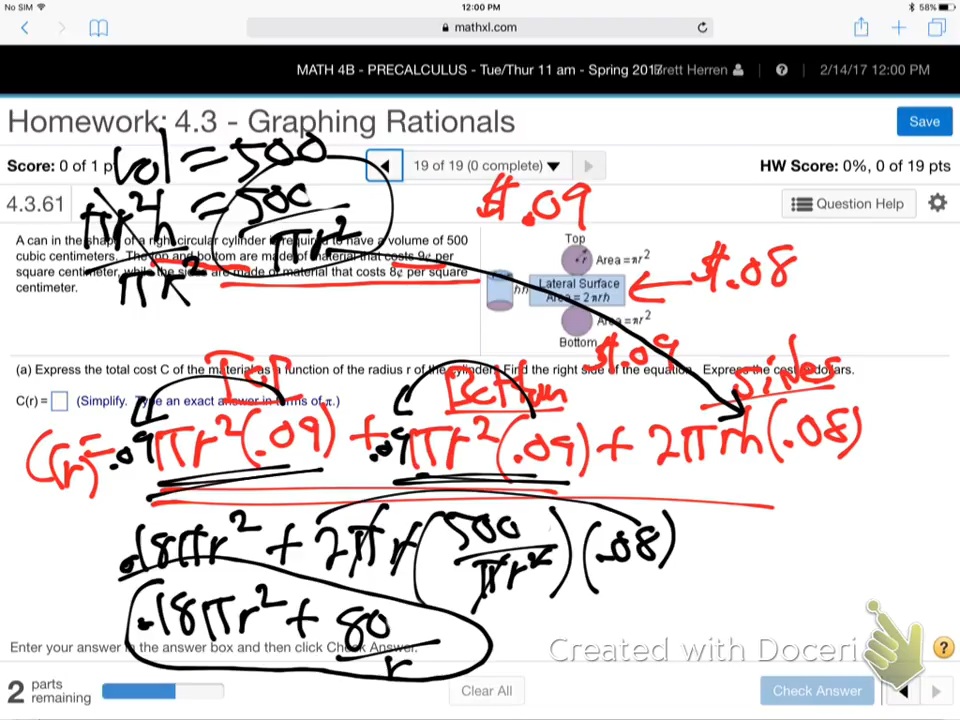 No SIM 12:00 PM 58%
mathxl.com
MATH 4B - PRECALCULUS - Tue/Thur 11 am - Spring 2017 Brett Herren ? 2/14/17 12:00 PM
Homework: 4.3 - Graphing Rationals Save
Score: 0 of 1 p 19 of 19 (0 complete) HW Score: 0%, 0 of 19 pts
Vol = 500
4.3.61 Question Help
πr²h = 500
πr² πr²
$.09
A can in the shape of a right circular cylinder is required to have a volume of 500
cubic centimeters. The top and bottom are made of material that costs 9¢ per
square centimeter, while the sides are made of material that costs 8¢ per square
centimeter.
Top
r Area = πr²
h h Lateral Surface
Area = 2πrh
Area = πr²
Bottom
$.08
$.09
(a) Express the total cost C of the material as a function of the radius r of the cylinder. Find the right side of the equation. Express the cost in dollars.
C(r) = (Simplify. Type an exact answer in terms of π.)
Top Bottom sides
C(r) = .09 πr²(.09) + .09 πr²(.09) + 2πrh(.08)
.18πr² + 2πr (500/πr²)(.08)
.18πr² + 80/r
Enter your answer in the answer box and then click Check Answer.
Created with Doceri
?
2 parts remaining Clear All Check Answer